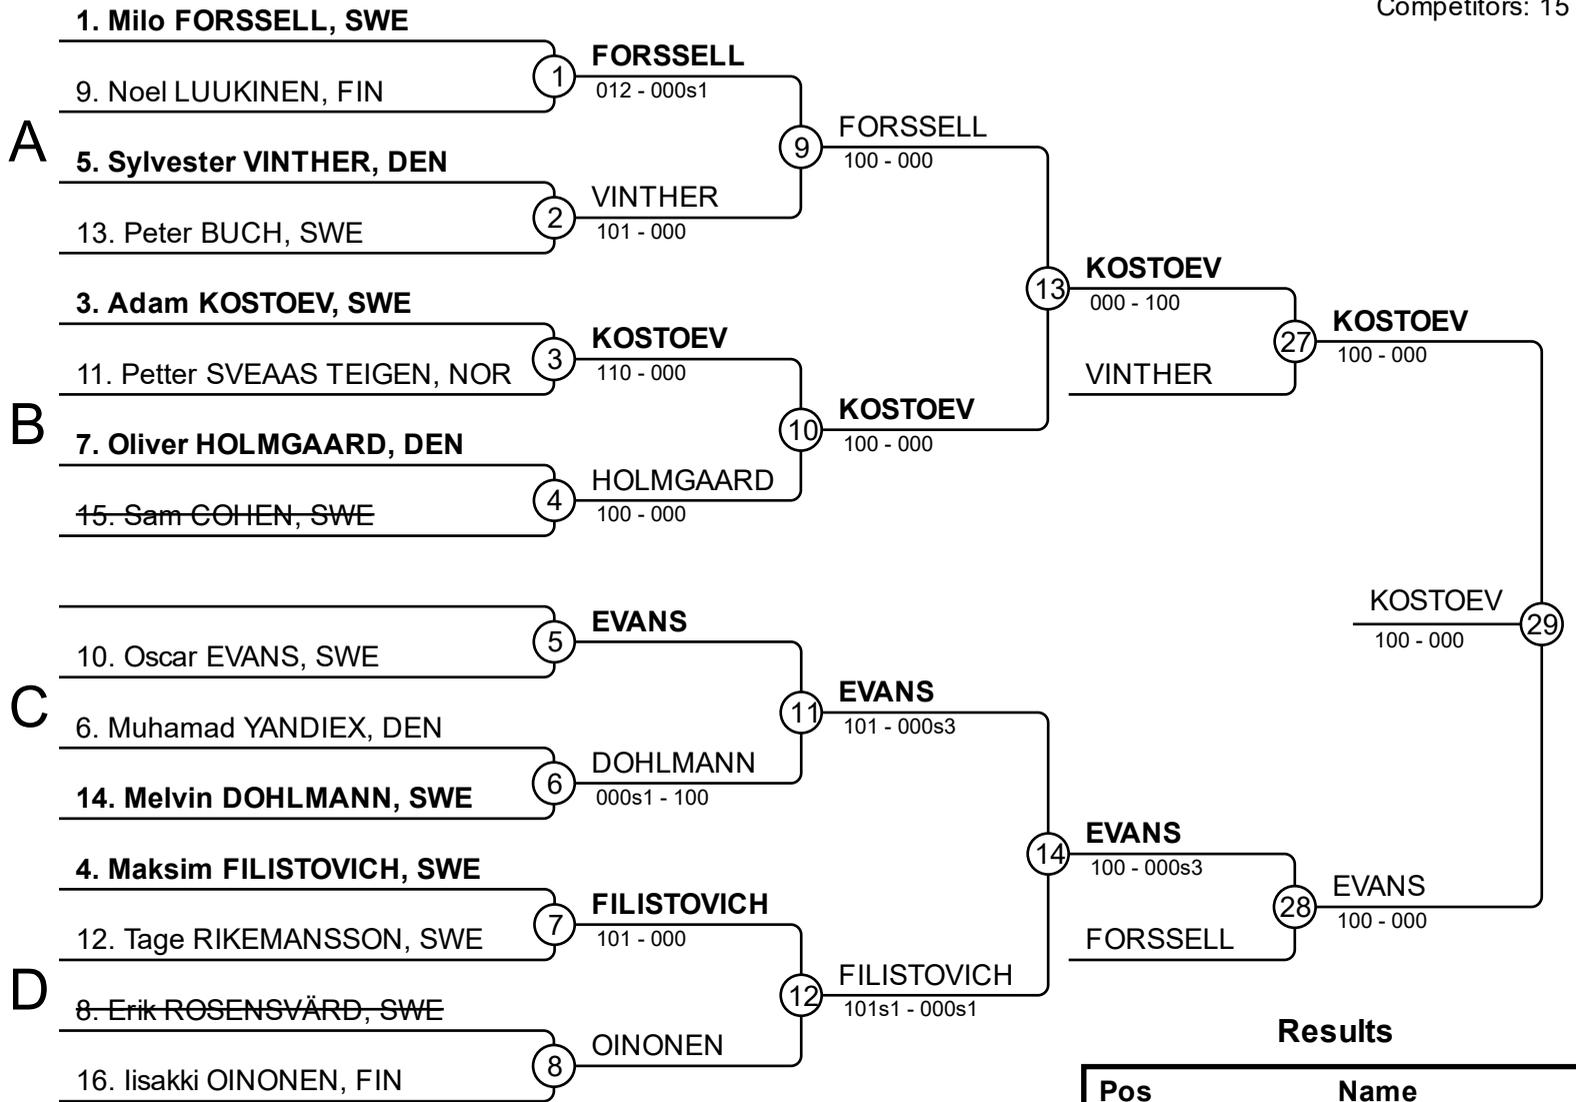 Competitors: 15
1. Milo FORSSELL, SWE
9. Noel LUUKINEN, FIN
A
5. Sylvester VINTHER, DEN
13. Peter BUCH, SWE
3. Adam KOSTOEV, SWE
11. Petter SVEAAS TEIGEN, NOR
B
7. Oliver HOLMGAARD, DEN
15. Sam COHEN, SWE
10. Oscar EVANS, SWE
C
6. Muhamad YANDIEX, DEN
14. Melvin DOHLMANN, SWE
4. Maksim FILISTOVICH, SWE
12. Tage RIKEMANSSON, SWE
D
8. Erik ROSENSVÄRD, SWE
16. Iisakki OINONEN, FIN
1
FORSSELL
012 - 000s1
2
VINTHER
101 - 000
3
KOSTOEV
110 - 000
4
HOLMGAARD
100 - 000
5
EVANS
6
DOHLMANN
000s1 - 100
7
FILISTOVICH
101 - 000
8
OINONEN
9
FORSSELL
100 - 000
10
KOSTOEV
100 - 000
11
EVANS
101 - 000s3
12
FILISTOVICH
101s1 - 000s1
13
KOSTOEV
000 - 100
VINTHER
14
EVANS
100 - 000s3
FORSSELL
27
KOSTOEV
100 - 000
28
EVANS
100 - 000
KOSTOEV
100 - 000
29
Results
Pos Name